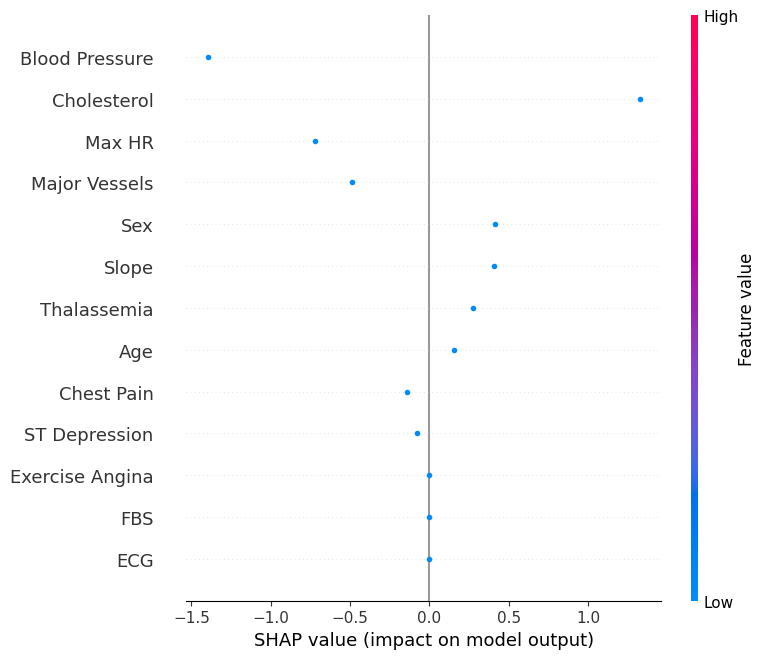 High
Blood Pressure
Cholesterol
Max HR
Major Vessels
Sex
Slope
Thalassemia
Age
Chest Pain
ST Depression
Exercise Angina
FBS
ECG
Feature value
Low
−1.5 −1.0 −0.5 0.0 0.5 1.0
SHAP value (impact on model output)